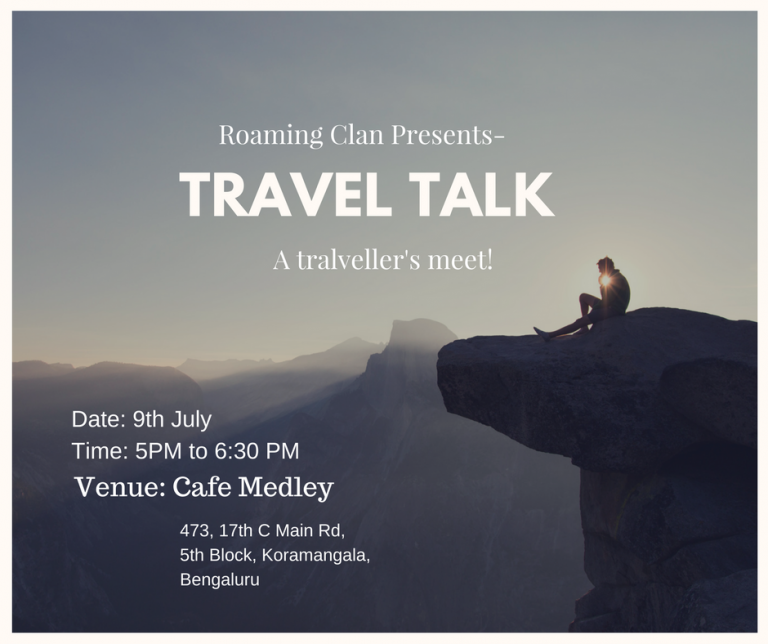 Roaming Clan Presents-
TRAVEL TALK
A tralveller's meet!
Date: 9th July
Time: 5PM to 6:30 PM
Venue: Cafe Medley
473, 17th C Main Rd,
5th Block, Koramangala,
Bengaluru